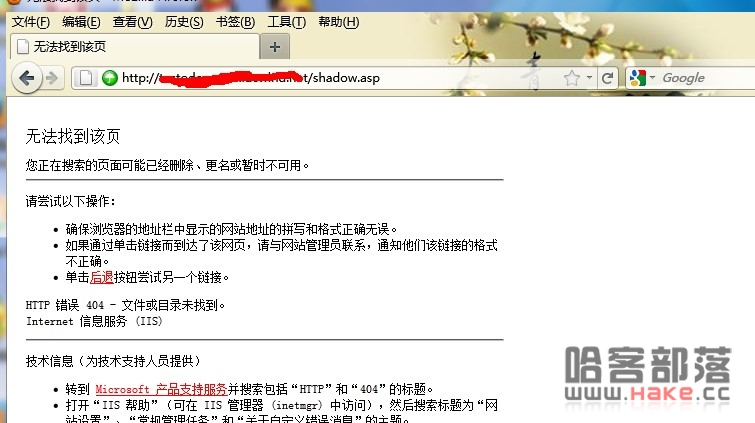 文件(F) 编辑(E) 查看(V) 历史(S) 书签(B) 工具(T) 帮助(H)
无法找到该页
http:// /shadow.asp
Google
无法找到该页
您正在搜索的页面可能已经删除、更名或暂时不可用。
请尝试以下操作:
确保浏览器的地址栏中显示的网站地址的拼写和格式正确无误。
如果通过单击链接而到达了该网页，请与网站管理员联系，通知他们该链接的格式
不正确。
单击后退按钮尝试另一个链接。
HTTP 错误 404 - 文件或目录未找到。
Internet 信息服务 (IIS)
技术信息（为技术支持人员提供）
转到 Microsoft 产品支持服务并搜索包括“HTTP”和“404”的标题。
打开“IIS 帮助”（可在 IIS 管理器 (inetmgr) 中访问），然后搜索标题为“网
站设置”、“常规管理任务”和“关于自定义错误消息”的主题。
哈客部落
www.HAKE.cc